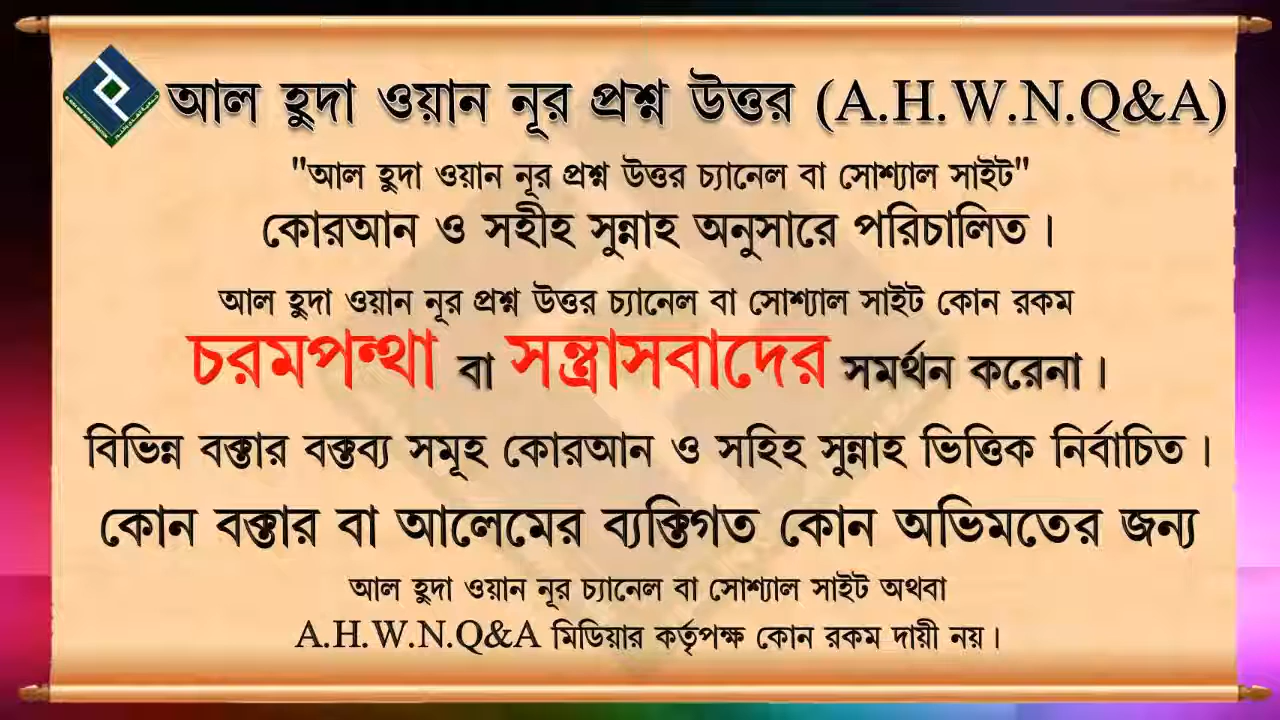 আল হুদা ওয়ান নূর প্রশ্ন উত্তর (A.H.W.N.Q&A)
"আল হুদা ওয়ান নূর প্রশ্ন উত্তর চ্যানেল বা সোশ্যাল সাইট"
কোরআন ও সহীহ সুন্নাহ অনুসারে পরিচালিত।
আল হুদা ওয়ান নূর প্রশ্ন উত্তর চ্যানেল বা সোশ্যাল সাইট কোন রকম
চরমপন্থা বা সন্ত্রাসবাদের সমর্থন করেনা।
বিভিন্ন বক্তার বক্তব্য সমূহ কোরআন ও সহিহ সুন্নাহ ভিত্তিক নির্বাচিত।
কোন বক্তার বা আলেমের ব্যক্তিগত কোন অভিমতের জন্য
আল হুদা ওয়ান নূর চ্যানেল বা সোশ্যাল সাইট অথবা
A.H.W.N.Q&A মিডিয়ার কর্তৃপক্ষ কোন রকম দায়ী নয়।